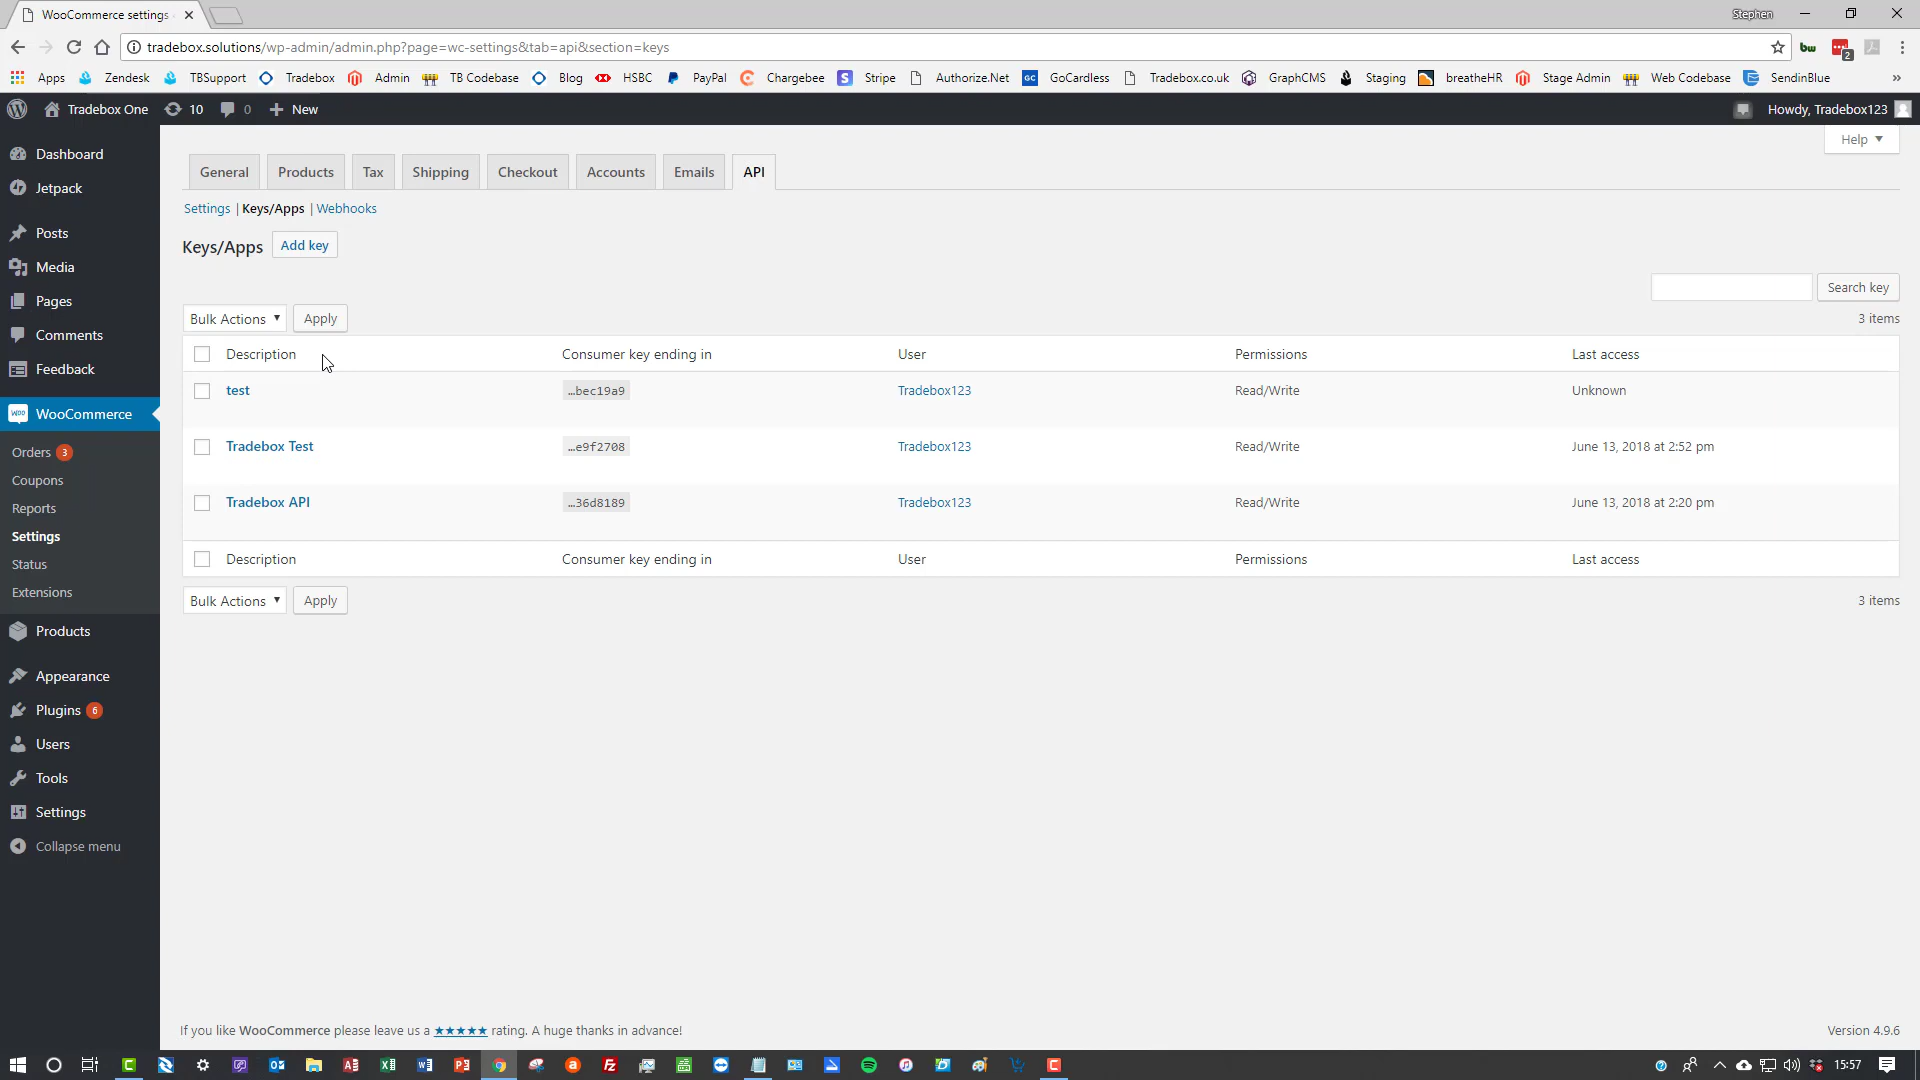 WooCommerce settings
Stephen
tradebox.solutions/wp-admin/admin.php?page=wc-settings&tab=api&section=keys
bw
2
Apps Zendesk TBSupport Tradebox Admin TB Codebase Blog HSBC PayPal Chargebee Stripe Authorize.Net GoCardless Tradebox.co.uk GraphCMS Staging breatheHR Stage Admin Web Codebase SendinBlue »
Tradebox One 10 0 New Howdy, Tradebox123
Help
Dashboard
Jetpack
Posts
Media
Pages
Comments
Feedback
WooCommerce
Orders 3
Coupons
Reports
Settings
Status
Extensions
Products
Appearance
Plugins 6
Users
Tools
Settings
Collapse menu
General Products Tax Shipping Checkout Accounts Emails API
Settings | Keys/Apps | Webhooks
Keys/Apps Add key
Search key
Bulk Actions Apply 3 items
Description Consumer key ending in User Permissions Last access
test …bec19a9 Tradebox123 Read/Write Unknown
Tradebox Test …e9f2708 Tradebox123 Read/Write June 13, 2018 at 2:52 pm
Tradebox API …36d8189 Tradebox123 Read/Write June 13, 2018 at 2:20 pm
Description Consumer key ending in User Permissions Last access
Bulk Actions Apply 3 items
If you like WooCommerce please leave us a ★★★★★ rating. A huge thanks in advance! Version 4.9.6
15:57